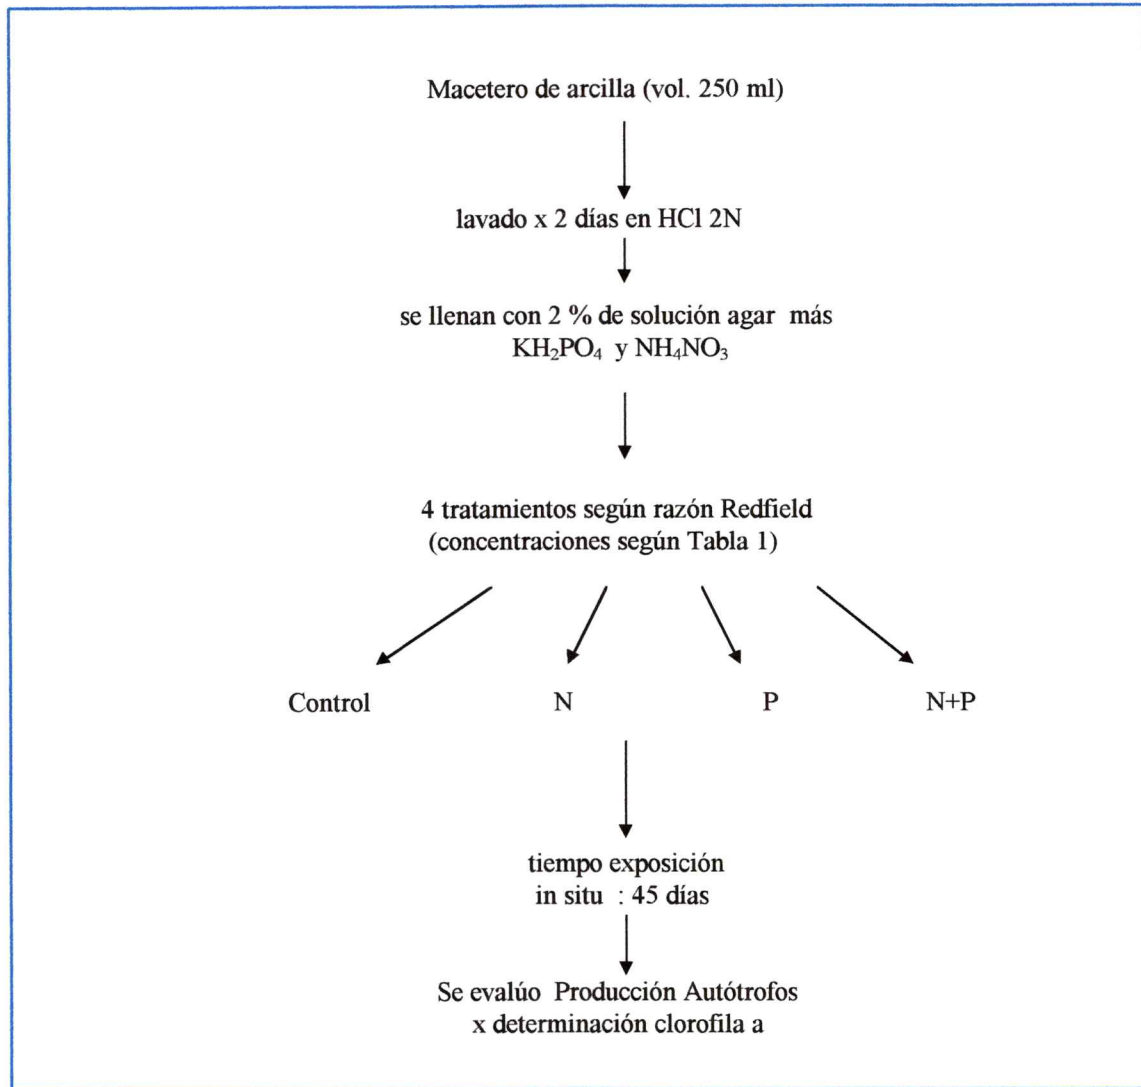 Macetero de arcilla (vol. 250 ml)
lavado x 2 días en HCl 2N
se llenan con 2 % de solución agar más
KH₂PO₄ y NH₄NO₃
4 tratamientos según razón Redfield
(concentraciones según Tabla 1)
Control N P N+P
tiempo exposición
in situ : 45 días
Se evalúo Producción Autótrofos
x determinación clorofila a